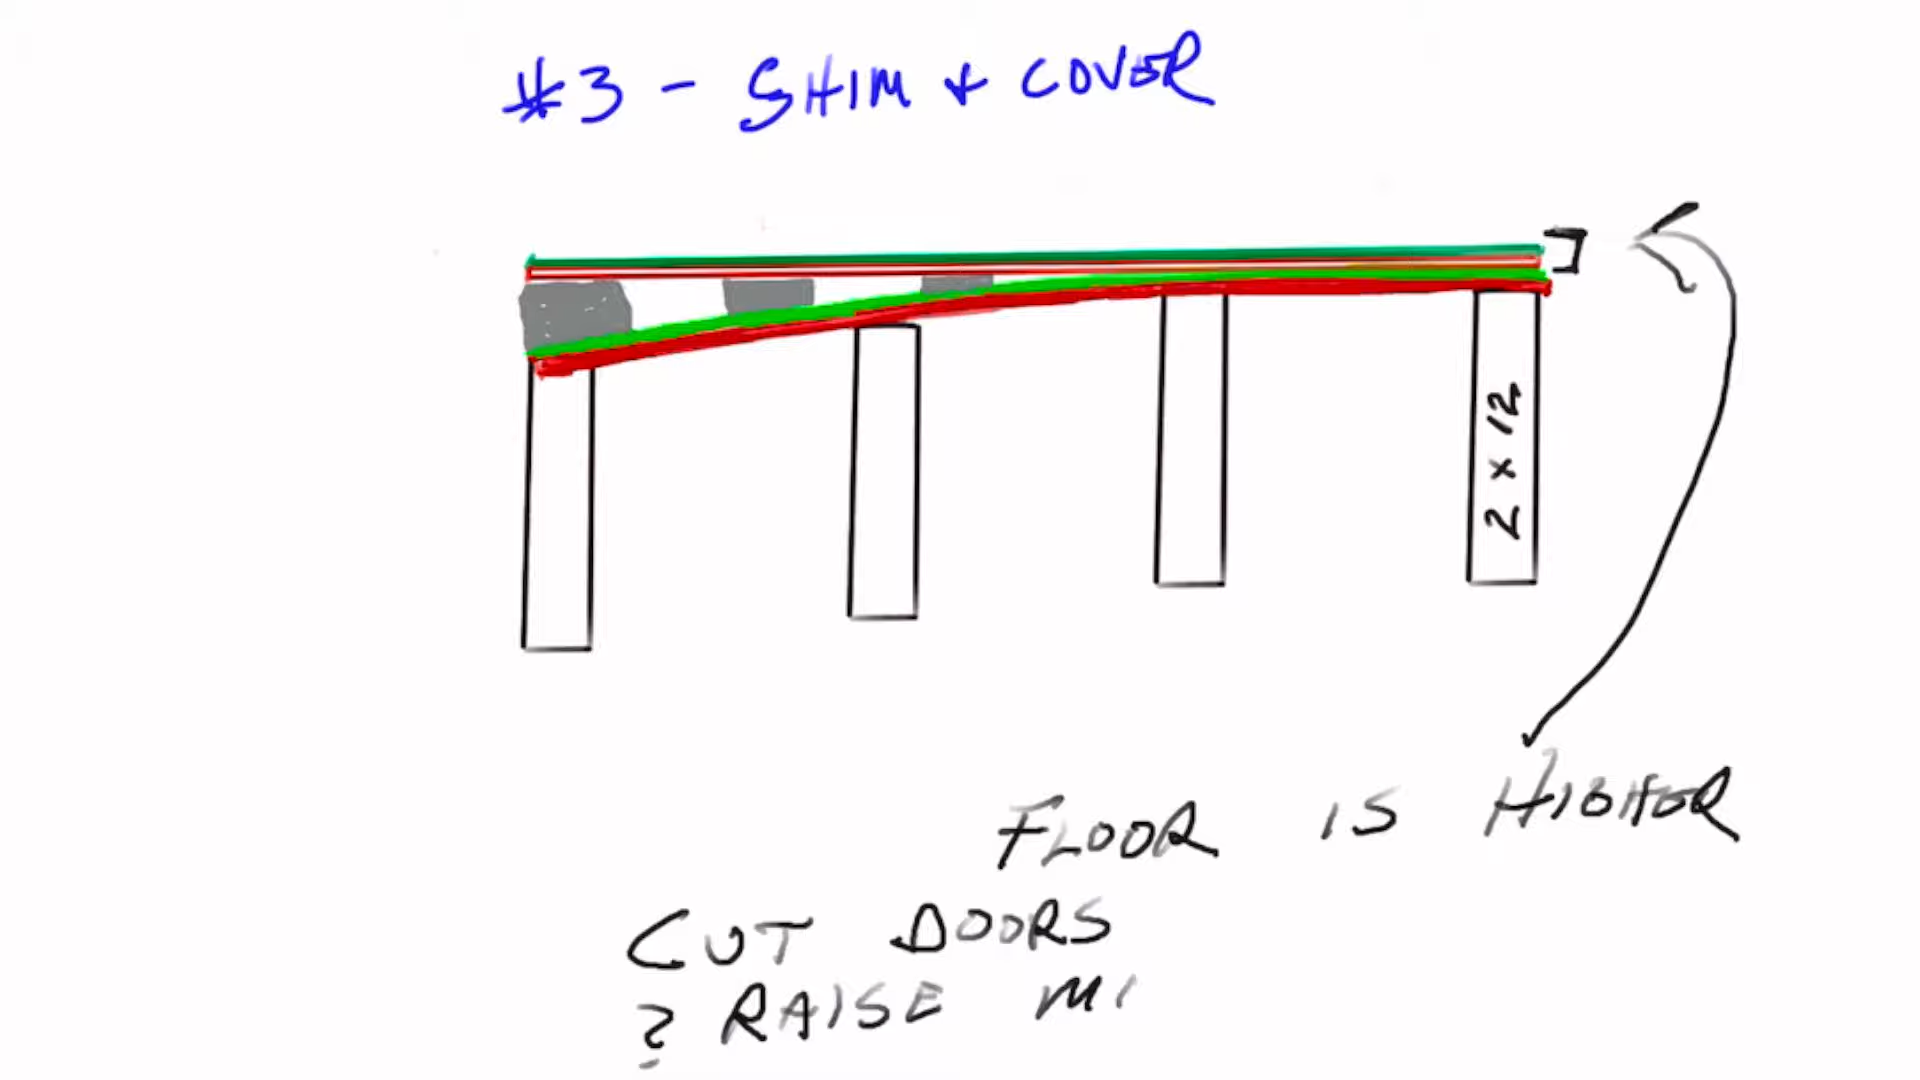 #3 - SHIM + COVER
2 x 12
FLOOR IS HIGHER
CUT DOORS
? RAISE